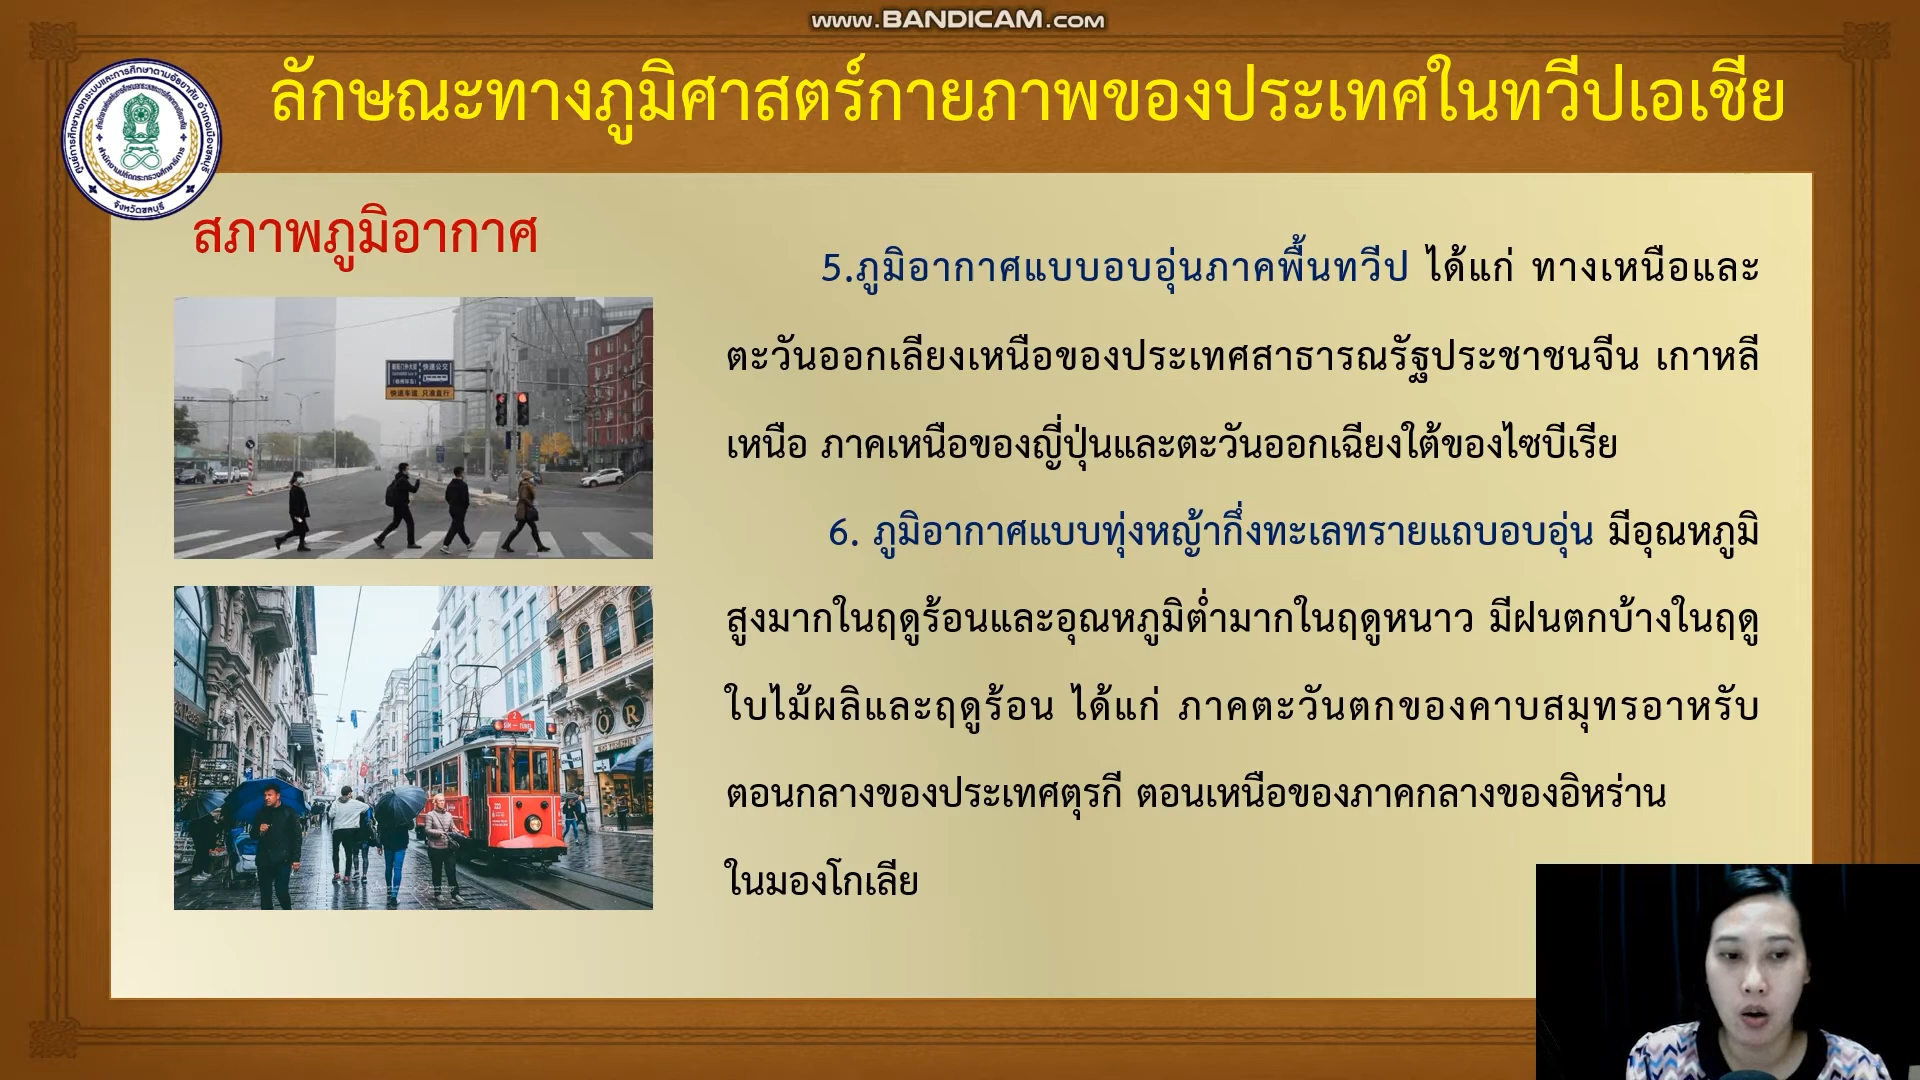 www.BANDICAM.com
ลักษณะทางภูมิศาสตร์กายภาพของประเทศในทวีปเอเชีย
สภาพภูมิอากาศ
5.ภูมิอากาศแบบอบอุ่นภาคพื้นทวีป ได้แก่ ทางเหนือและ
ตะวันออกเลียงเหนือของประเทศสาธารณรัฐประชาชนจีน เกาหลี
เหนือ ภาคเหนือของญี่ปุ่นและตะวันออกเฉียงใต้ของไซบีเรีย
6. ภูมิอากาศแบบทุ่งหญ้ากึ่งทะเลทรายแถบอบอุ่น มีอุณหภูมิ
สูงมากในฤดูร้อนและอุณหภูมิต่ำมากในฤดูหนาว มีฝนตกบ้างในฤดู
ใบไม้ผลิและฤดูร้อน ได้แก่ ภาคตะวันตกของคาบสมุทรอาหรับ
ตอนกลางของประเทศตุรกี ตอนเหนือของภาคกลางของอิหร่าน
ในมองโกเลีย
จังหวัดชลบุรี